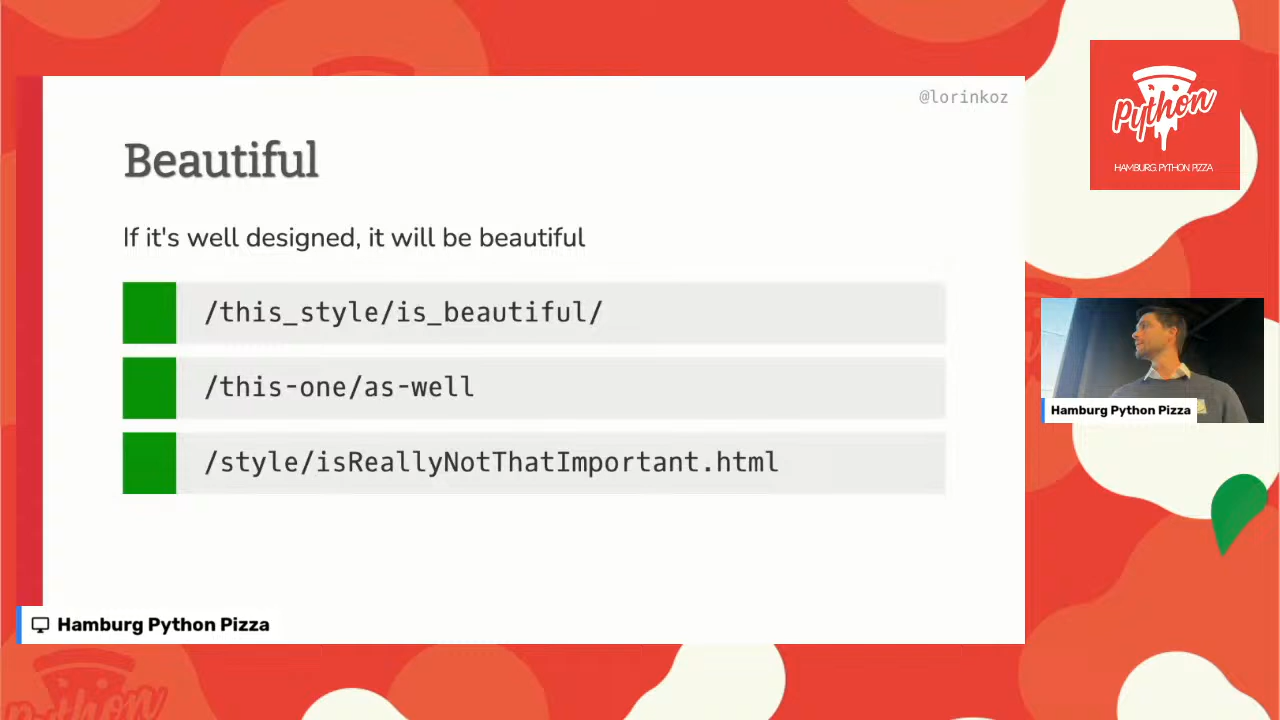 @lorinkoz
Beautiful
If it's well designed, it will be beautiful
/this_style/is_beautiful/
/this-one/as-well
/style/isReallyNotThatImportant.html
Hamburg Python Pizza
Python
HAMBURG PYTHON PIZZA
Hamburg Python Pizza
Python